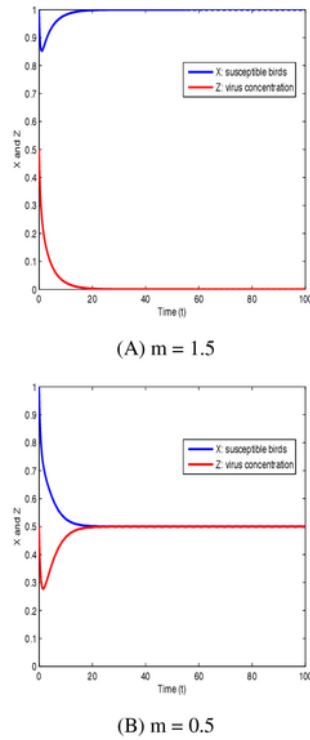 1
0.9
0.8
0.7
0.6
0.5
0.4
0.3
0.2
0.1
0
X and Z
X: susceptible birds
Z: virus concentration
0 20 40 60 80 100
Time (t)
(A) m = 1.5
1
0.9
0.8
0.7
0.6
0.5
0.4
0.3
0.2
0.1
0
X and Z
X: susceptible birds
Z: virus concentration
0 20 40 60 80 100
Time (t)
(B) m = 0.5